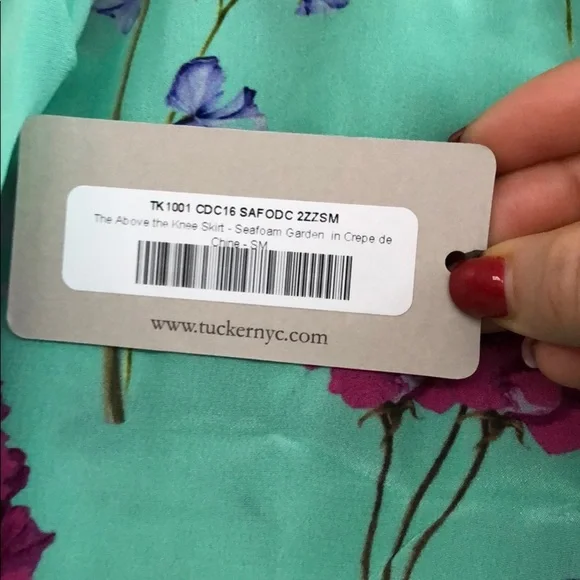 TK1001 CDC16 SAFODC 2ZZSM
The Above the Knee Skirt - Seafoam Garden in Crepe de
Chine - SM
www.tuckernyc.com